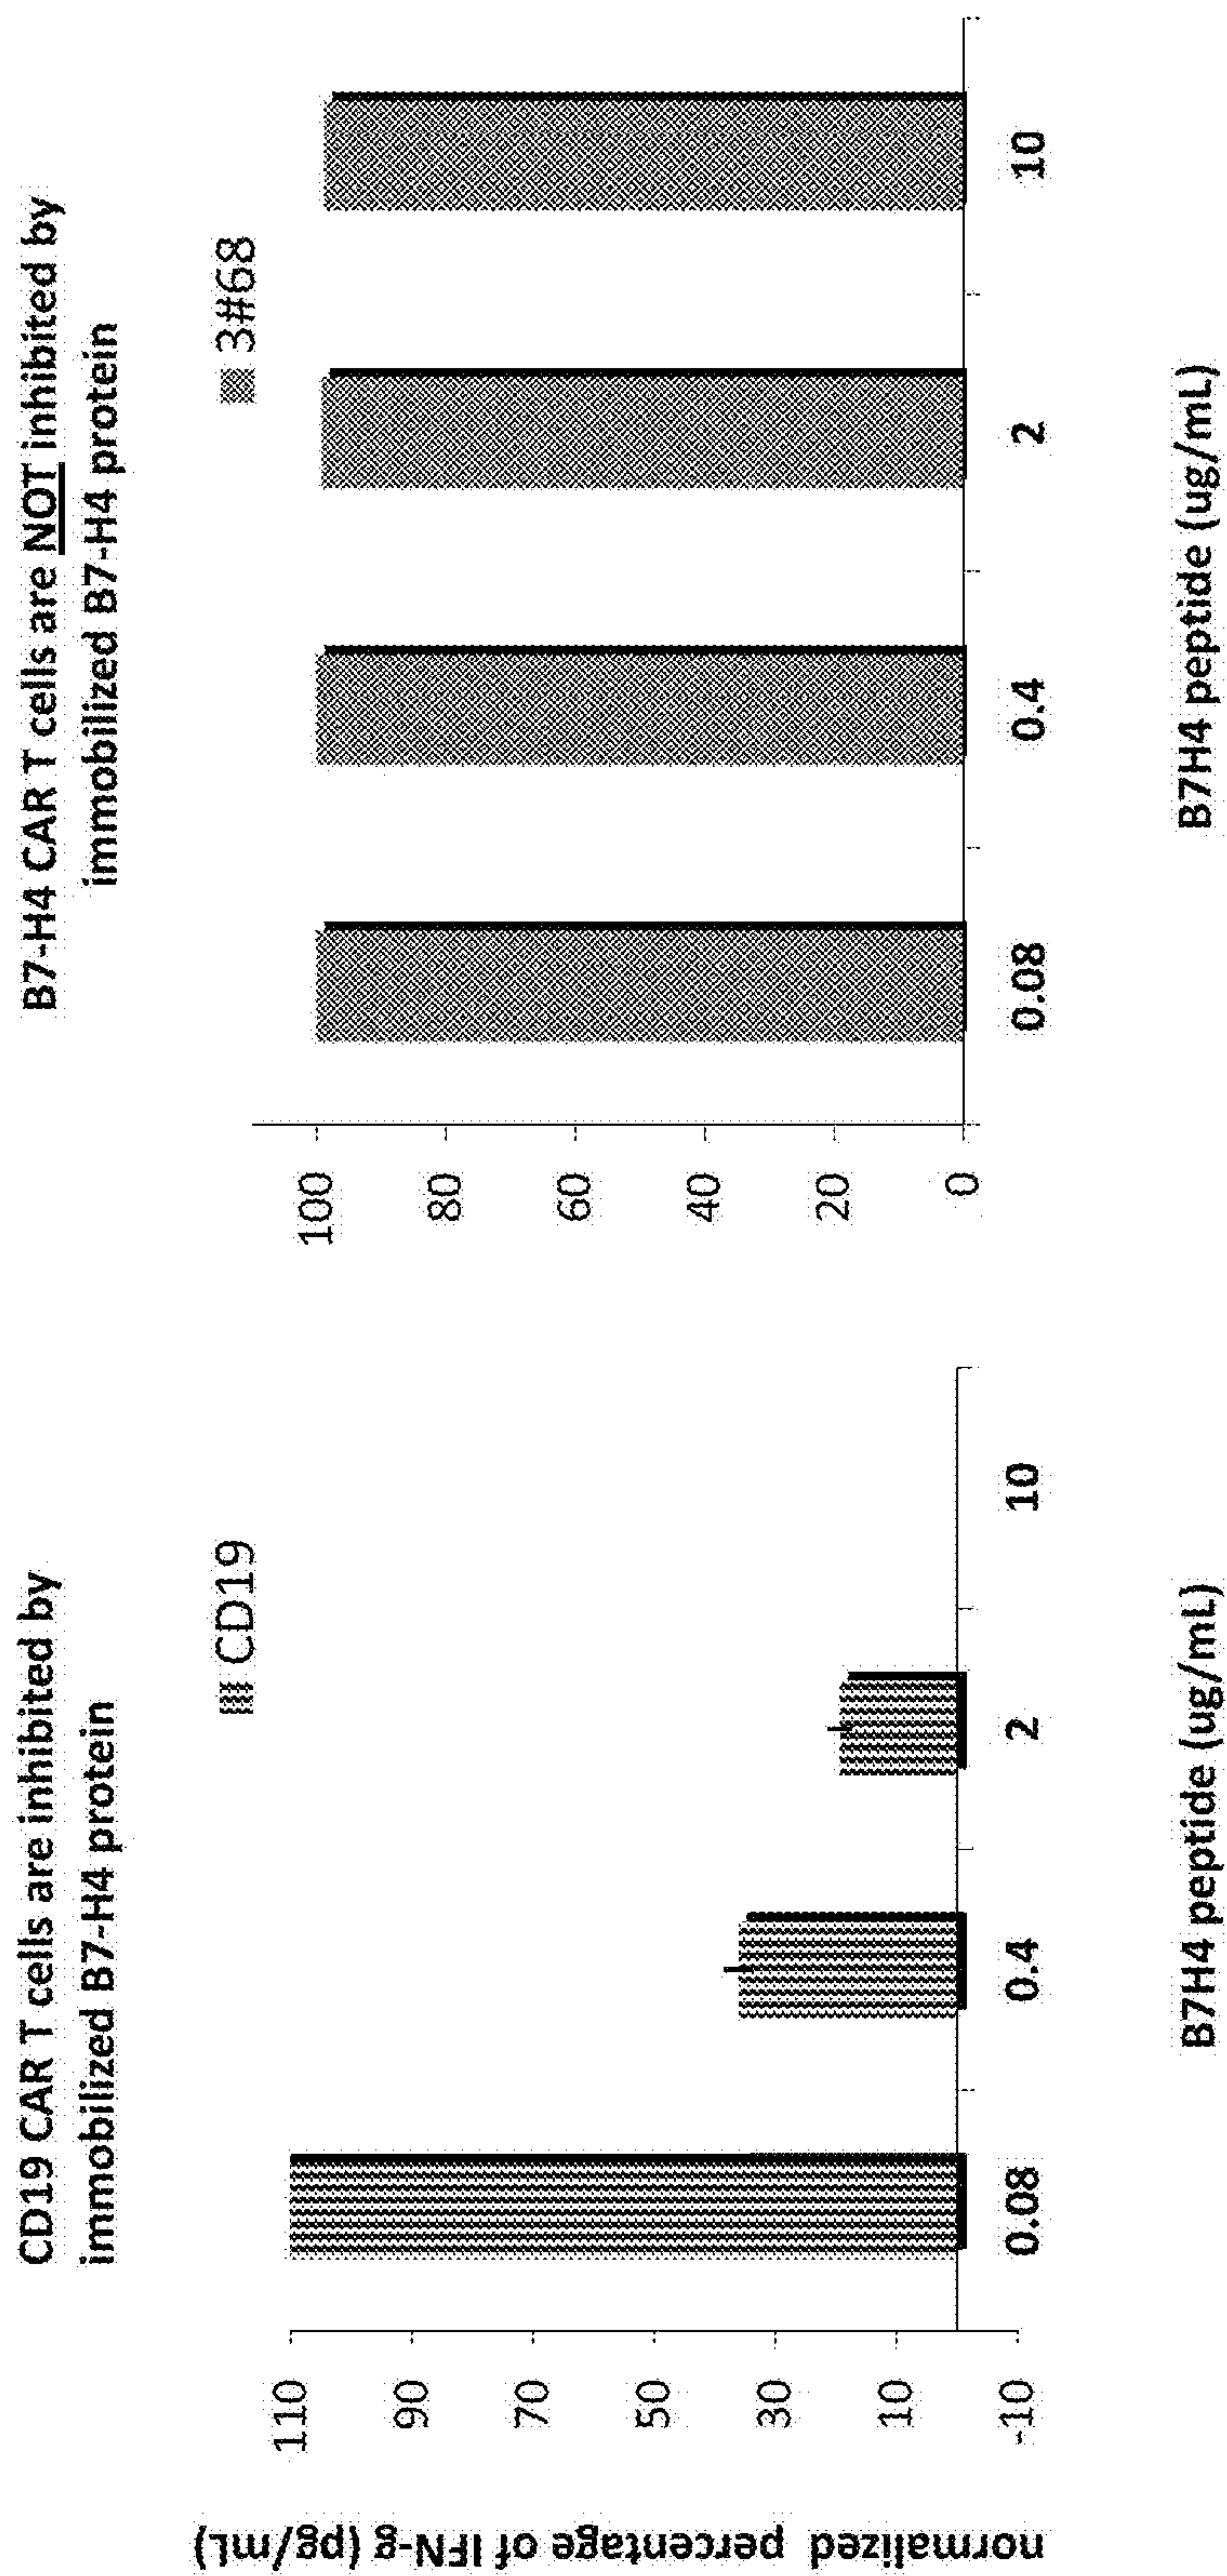 CD19 CAR T cells are inhibited by
immobilized B7-H4 protein
CD19
normalized percentage of IFN-g (pg/mL)
110
90
70
50
30
10
-10
0.08
0.4
2
10
B7H4 peptide (ug/mL)
B7-H4 CAR T cells are NOT inhibited by
immobilized B7-H4 protein
3#68
100
80
60
40
20
0
0.08
0.4
2
10
B7H4 peptide (ug/mL)